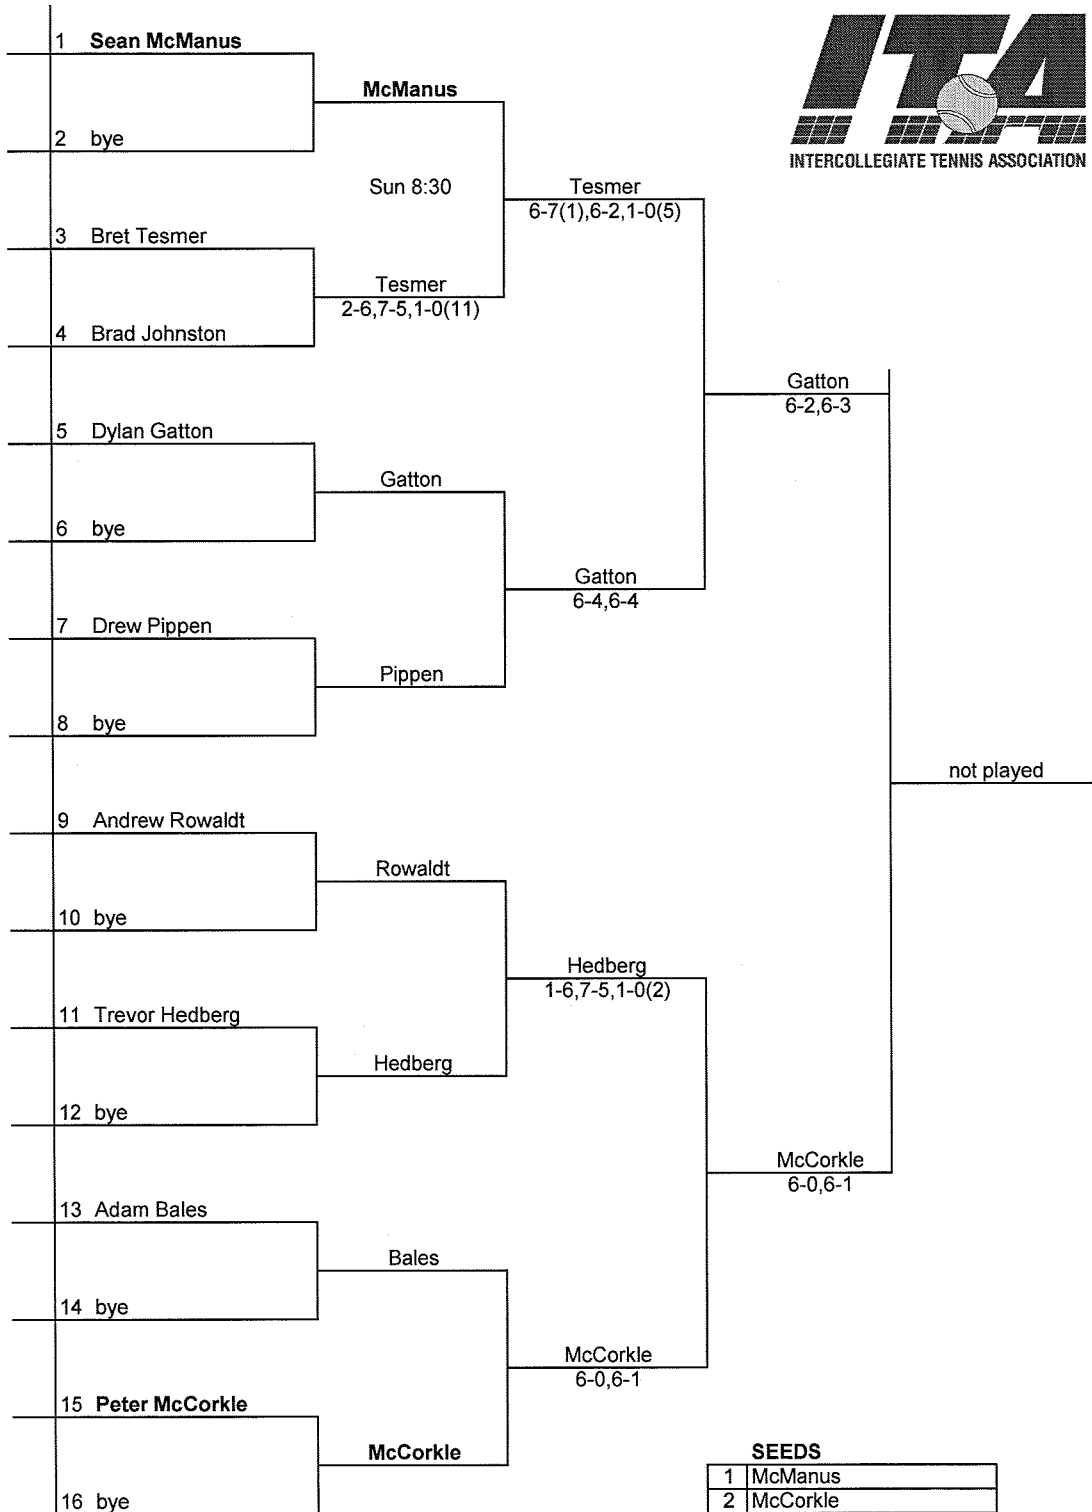 1 Sean McManus
McManus
2 bye
Sun 8:30
Tesmer
6-7(1),6-2,1-0(5)
3 Bret Tesmer
Tesmer
2-6,7-5,1-0(11)
4 Brad Johnston
Gatton
6-2,6-3
5 Dylan Gatton
Gatton
6 bye
Gatton
6-4,6-4
7 Drew Pippen
Pippen
8 bye
not played
9 Andrew Rowaldt
Rowaldt
10 bye
Hedberg
1-6,7-5,1-0(2)
11 Trevor Hedberg
Hedberg
12 bye
McCorkle
6-0,6-1
13 Adam Bales
Bales
14 bye
McCorkle
6-0,6-1
15 Peter McCorkle
McCorkle
16 bye
ITA
INTERCOLLEGIATE TENNIS ASSOCIATION
SEEDS
1 McManus
2 McCorkle